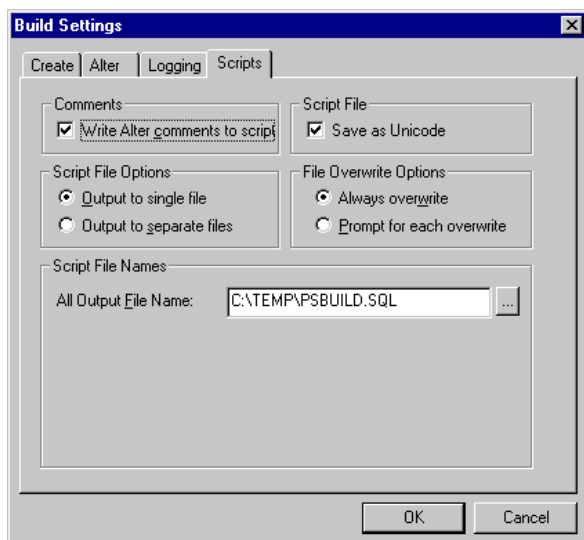 Build Settings
Create Alter Logging Scripts
Comments
Write Alter comments to script
Script File
Save as Unicode
Script File Options
Output to single file
Output to separate files
File Overwrite Options
Always overwrite
Prompt for each overwrite
Script File Names
All Output File Name: C:\TEMP\PSBUILD.SQL ...
OK Cancel